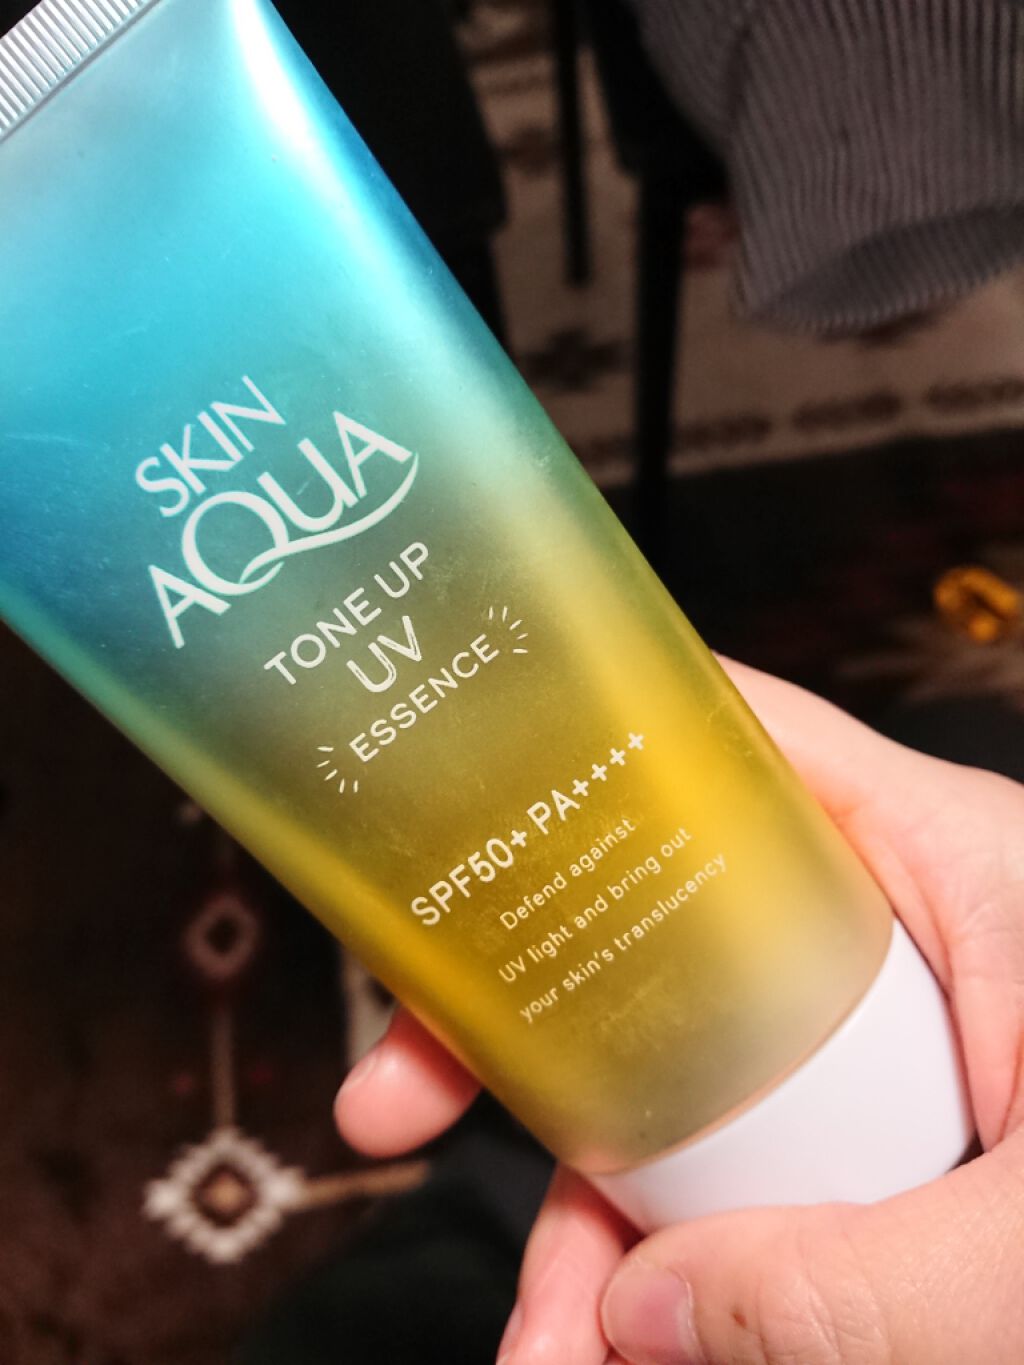 SKIN
AQUA
TONE UP
UV
ESSENCE
SPF50+ PA++++
Defend against
UV light and bring out
your skin's translucency